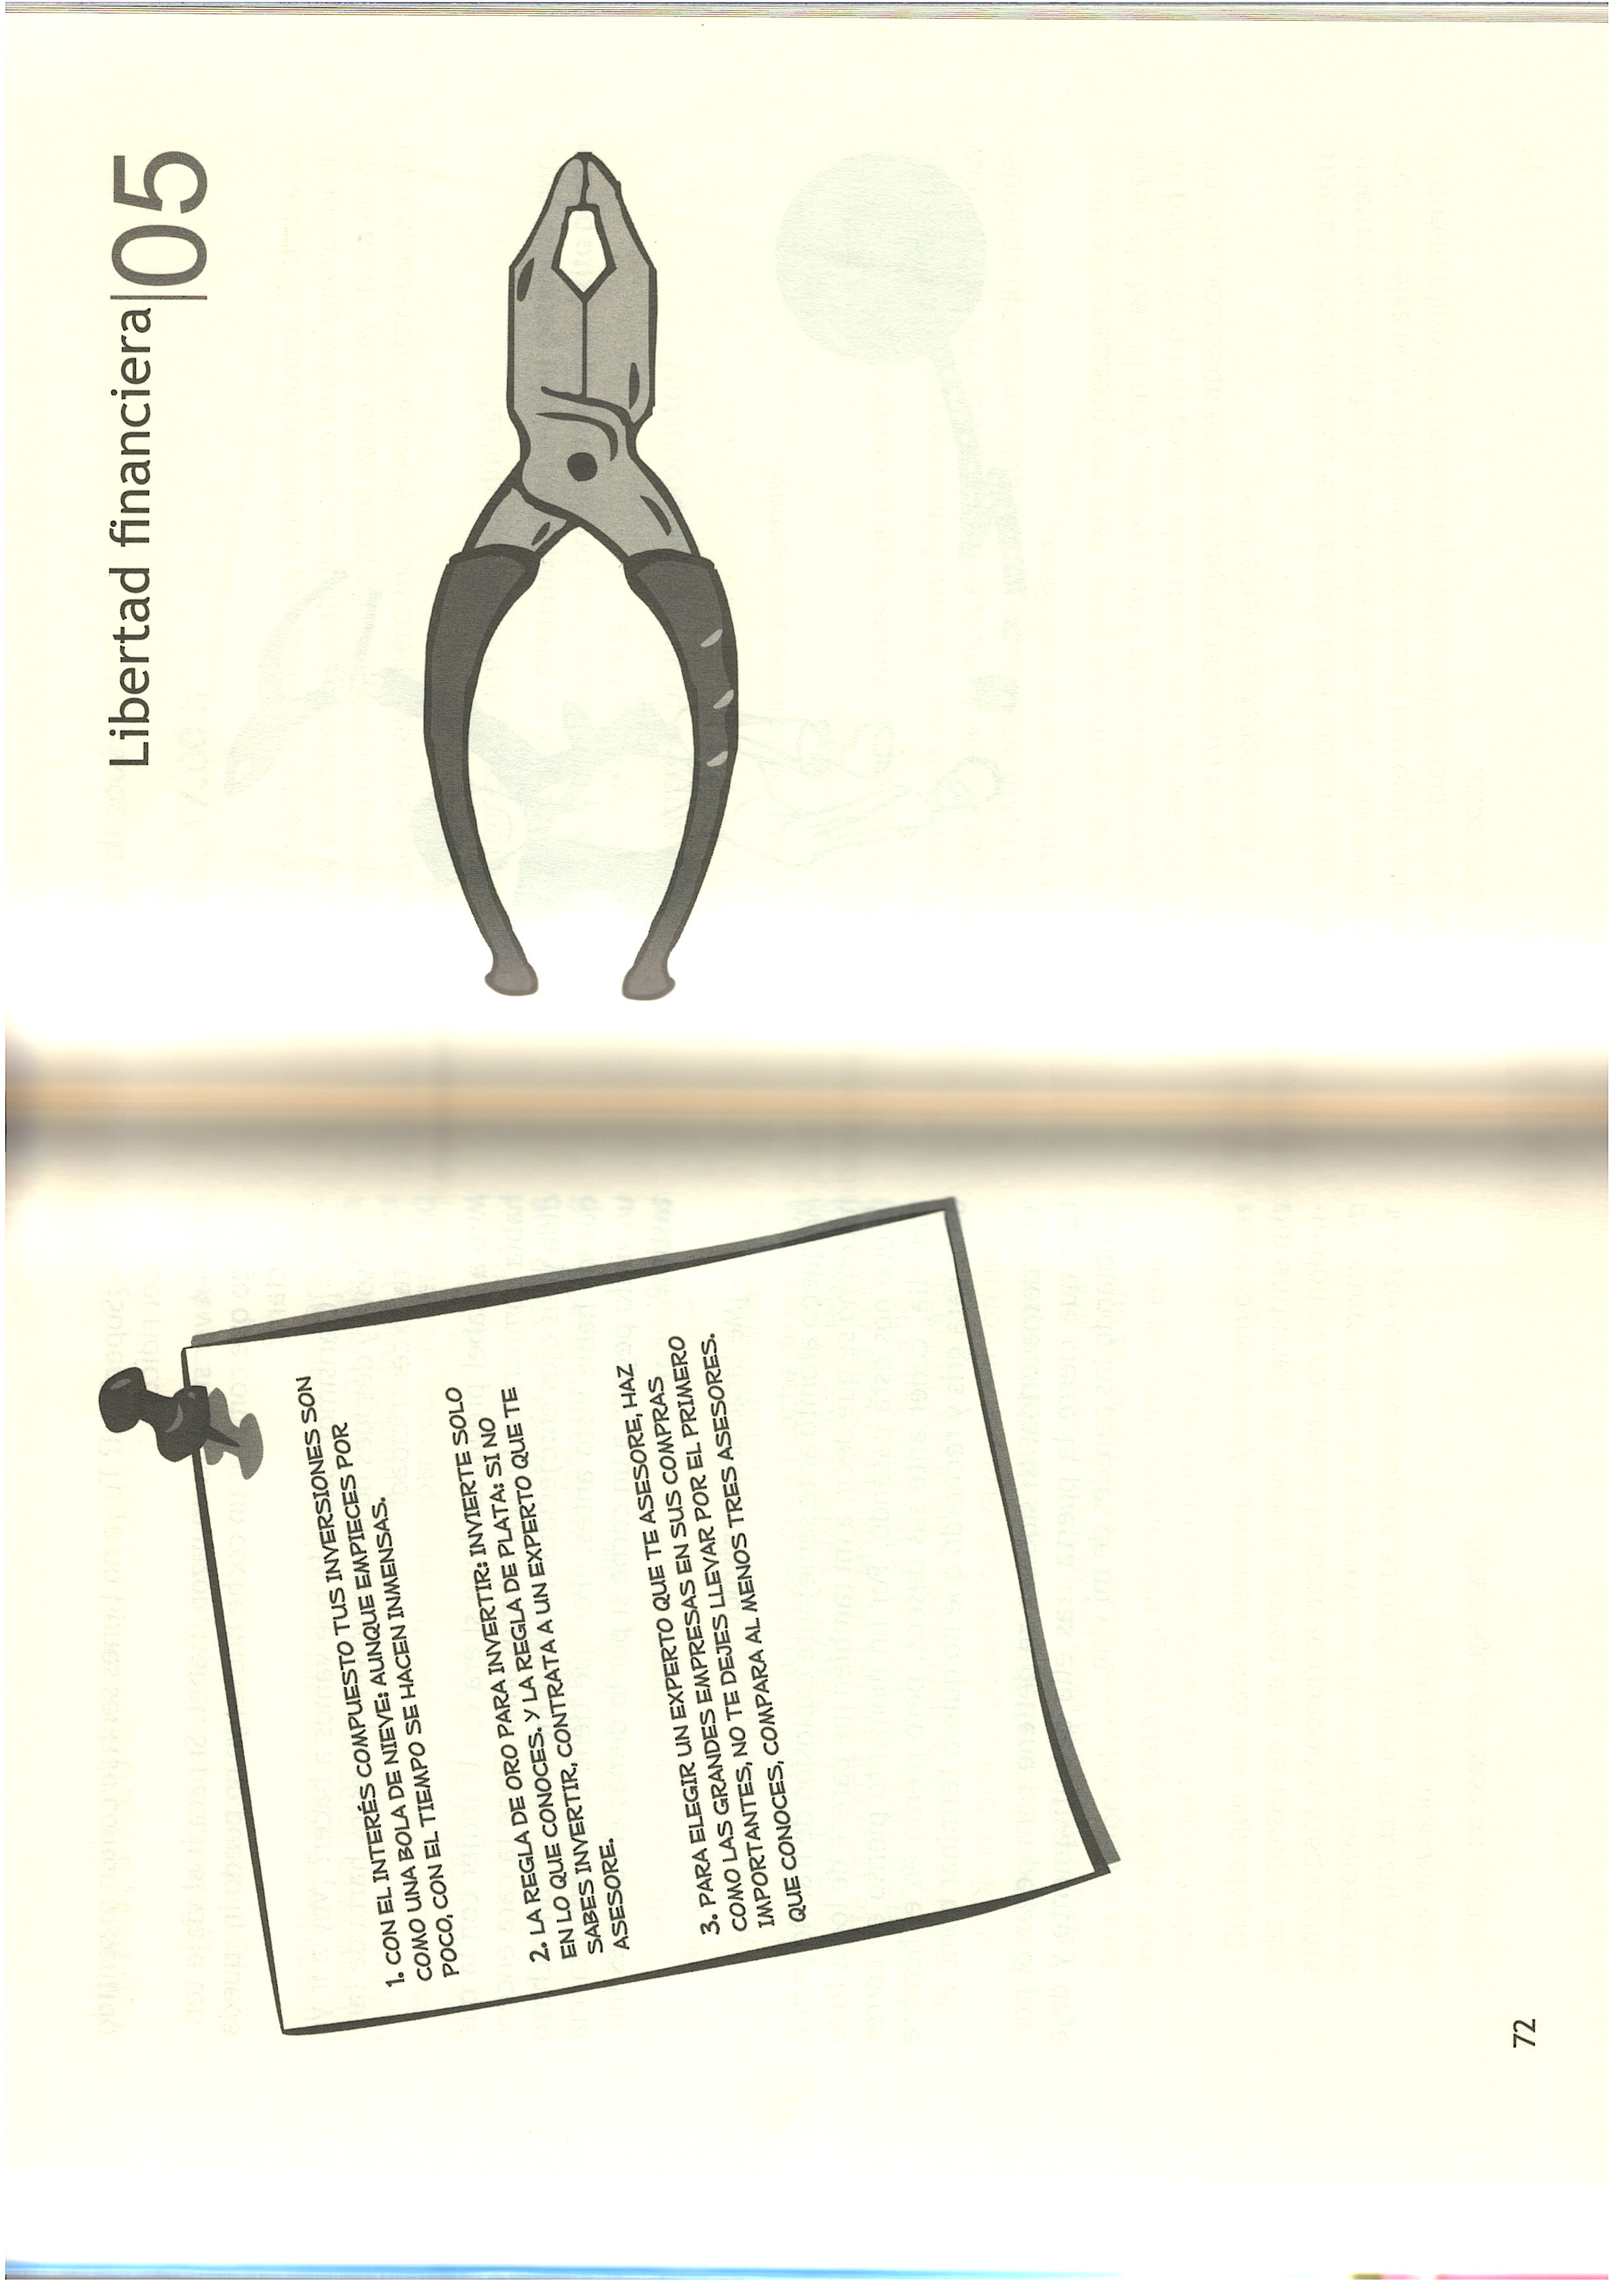 1. CON EL INTERÉS COMPUESTO TUS INVERSIONES SON
COMO UNA BOLA DE NIEVE: AUNQUE EMPIECES POR
POCO, CON EL TIEMPO SE HACEN INMENSAS.
2. LA REGLA DE ORO PARA INVERTIR: INVIERTE SOLO
EN LO QUE CONOCES. Y LA REGLA DE PLATA: SI NO
SABES INVERTIR, CONTRATA A UN EXPERTO QUE TE
ASESORE.
3. PARA ELEGIR UN EXPERTO QUE TE ASESORE, HAZ
COMO LAS GRANDES EMPRESAS EN SUS COMPRAS
IMPORTANTES, NO TE DEJES LLEVAR POR EL PRIMERO
QUE CONOCES, COMPARA AL MENOS TRES ASESORES.
72
Libertad financiera|05